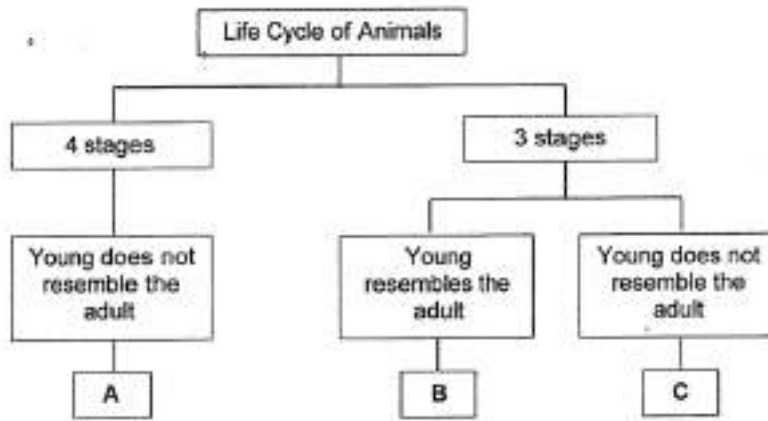 Life Cycle of Animals
4 stages
3 stages
Young does not
resemble the
adult
Young
resembles the
adult
Young does not
resemble the
adult
A
B
C